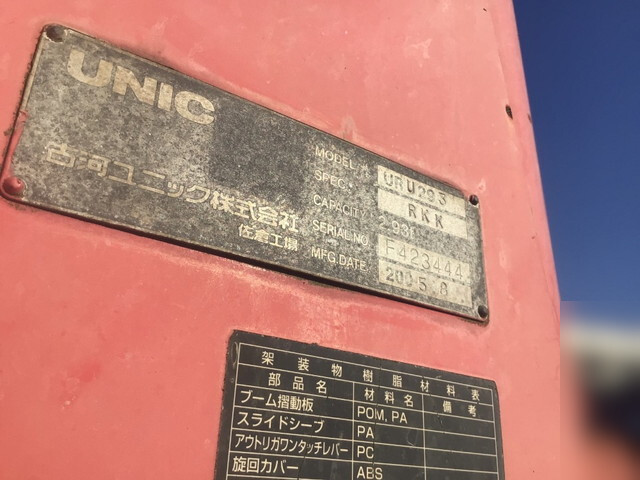 UNIC
古河ユニック株式会社
佐倉工場
MODEL URU293
SPEC. RKK
CAPACITY
SERIAL NO F423444
MFG.DATE 2005.6
架装物樹脂材料表
部品名 材料名 備考
ブーム摺動板 POM, PA
スライドシーブ PA
アウトリガワンタッチレバー PC
旋回カバー ABS